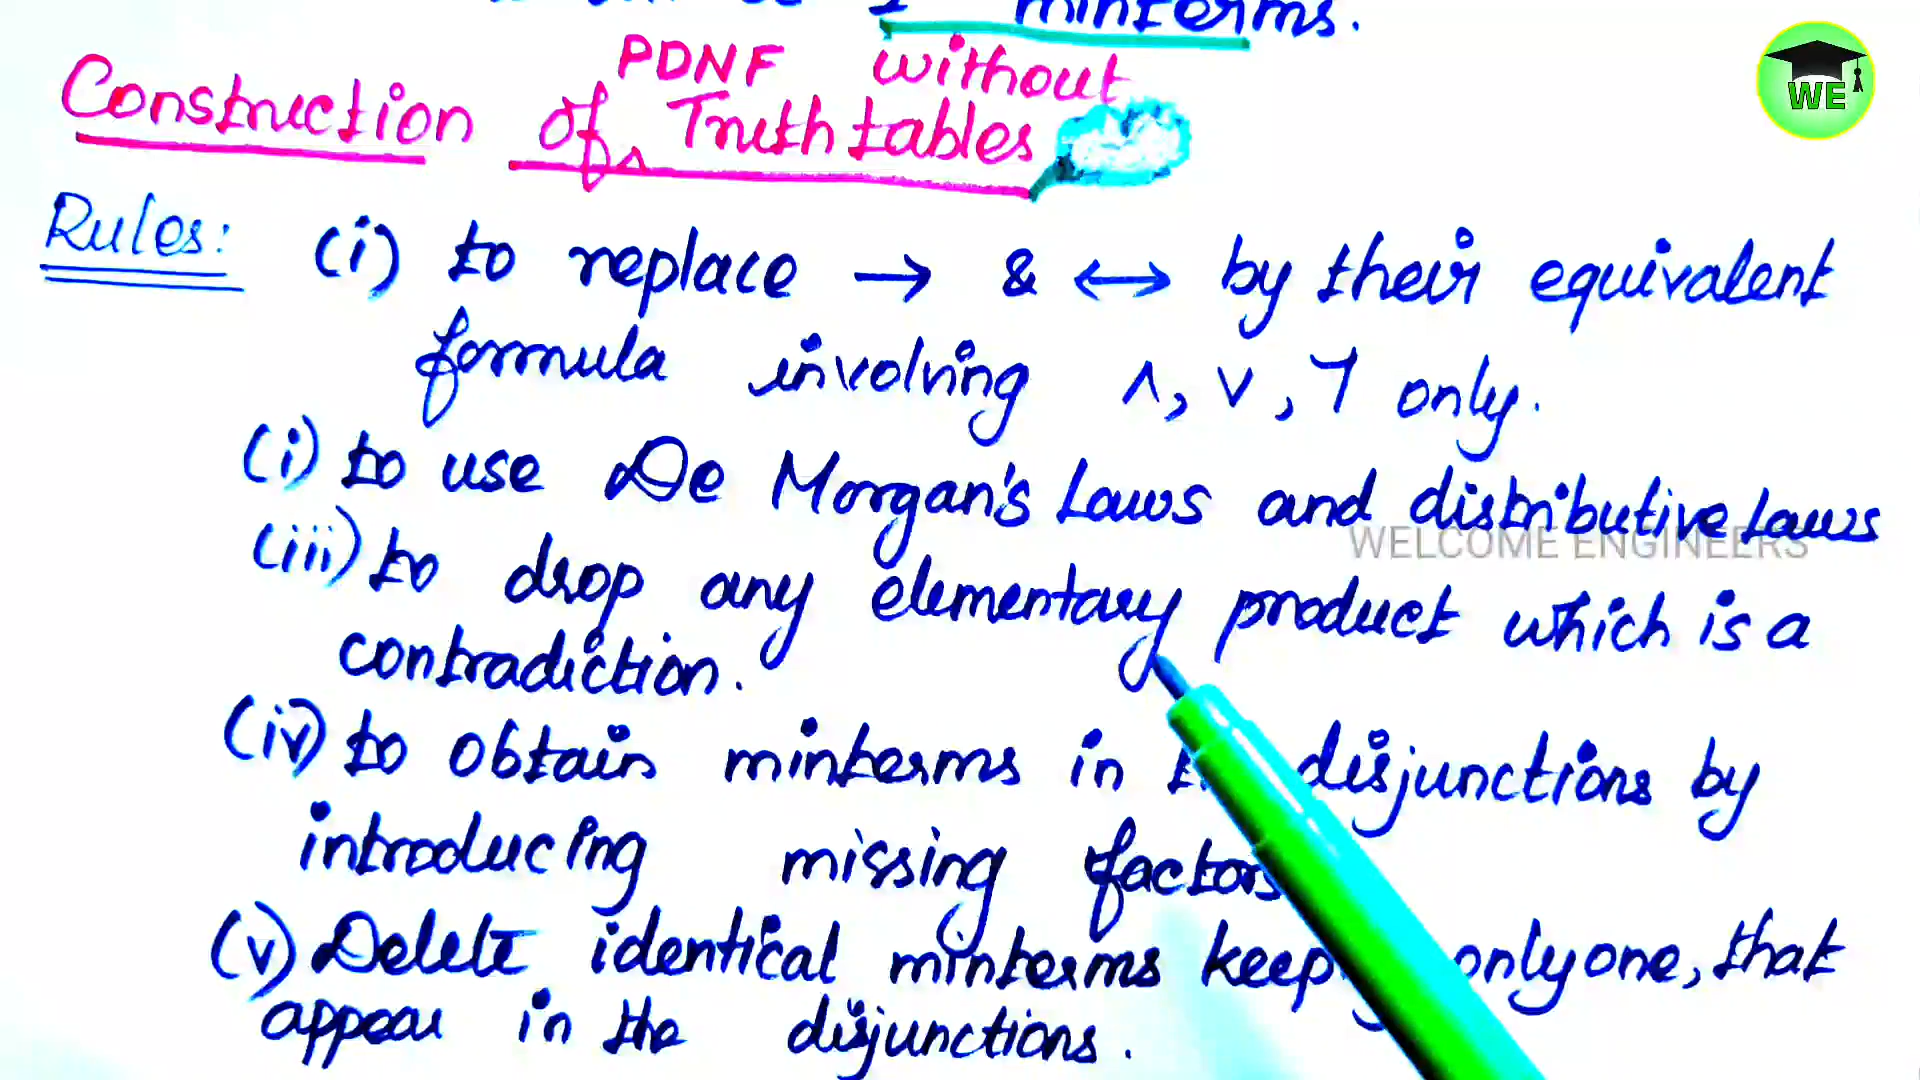 minterms.
PDNF without
Construction of Truth tables
WE
Rules: (i) to replace → & ↔ by their equivalent
formula involving ∧, ∨, ㄱ only.
(i) to use De Morgan's Laws and distributive Laws
WELCOME ENGINEERS
(iii) to drop any elementary product which is a
contradiction.
(iv) to obtain minterms in disjunctions by
introducing missing factors
(v) Delete identical minterms keep only one, that
appear in the disjunctions.